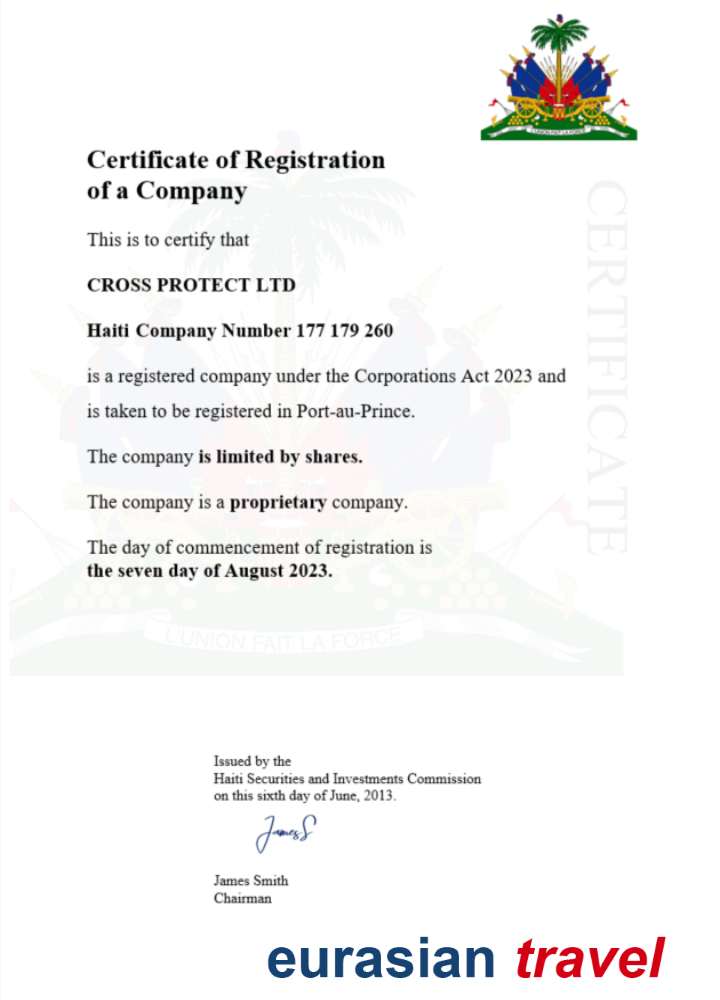 L'UNION FAIT LA FORCE
Certificate of Registration
of a Company
This is to certify that
CROSS PROTECT LTD
Haiti Company Number 177 179 260
is a registered company under the Corporations Act 2023 and
is taken to be registered in Port-au-Prince.
The company is limited by shares.
The company is a proprietary company.
The day of commencement of registration is
the seven day of August 2023.
CERTIFICATE
L'UNION FAIT LA FORCE
Issued by the
Haiti Securities and Investments Commission
on this sixth day of June, 2013.
JamesS
James Smith
Chairman
eurasian travel